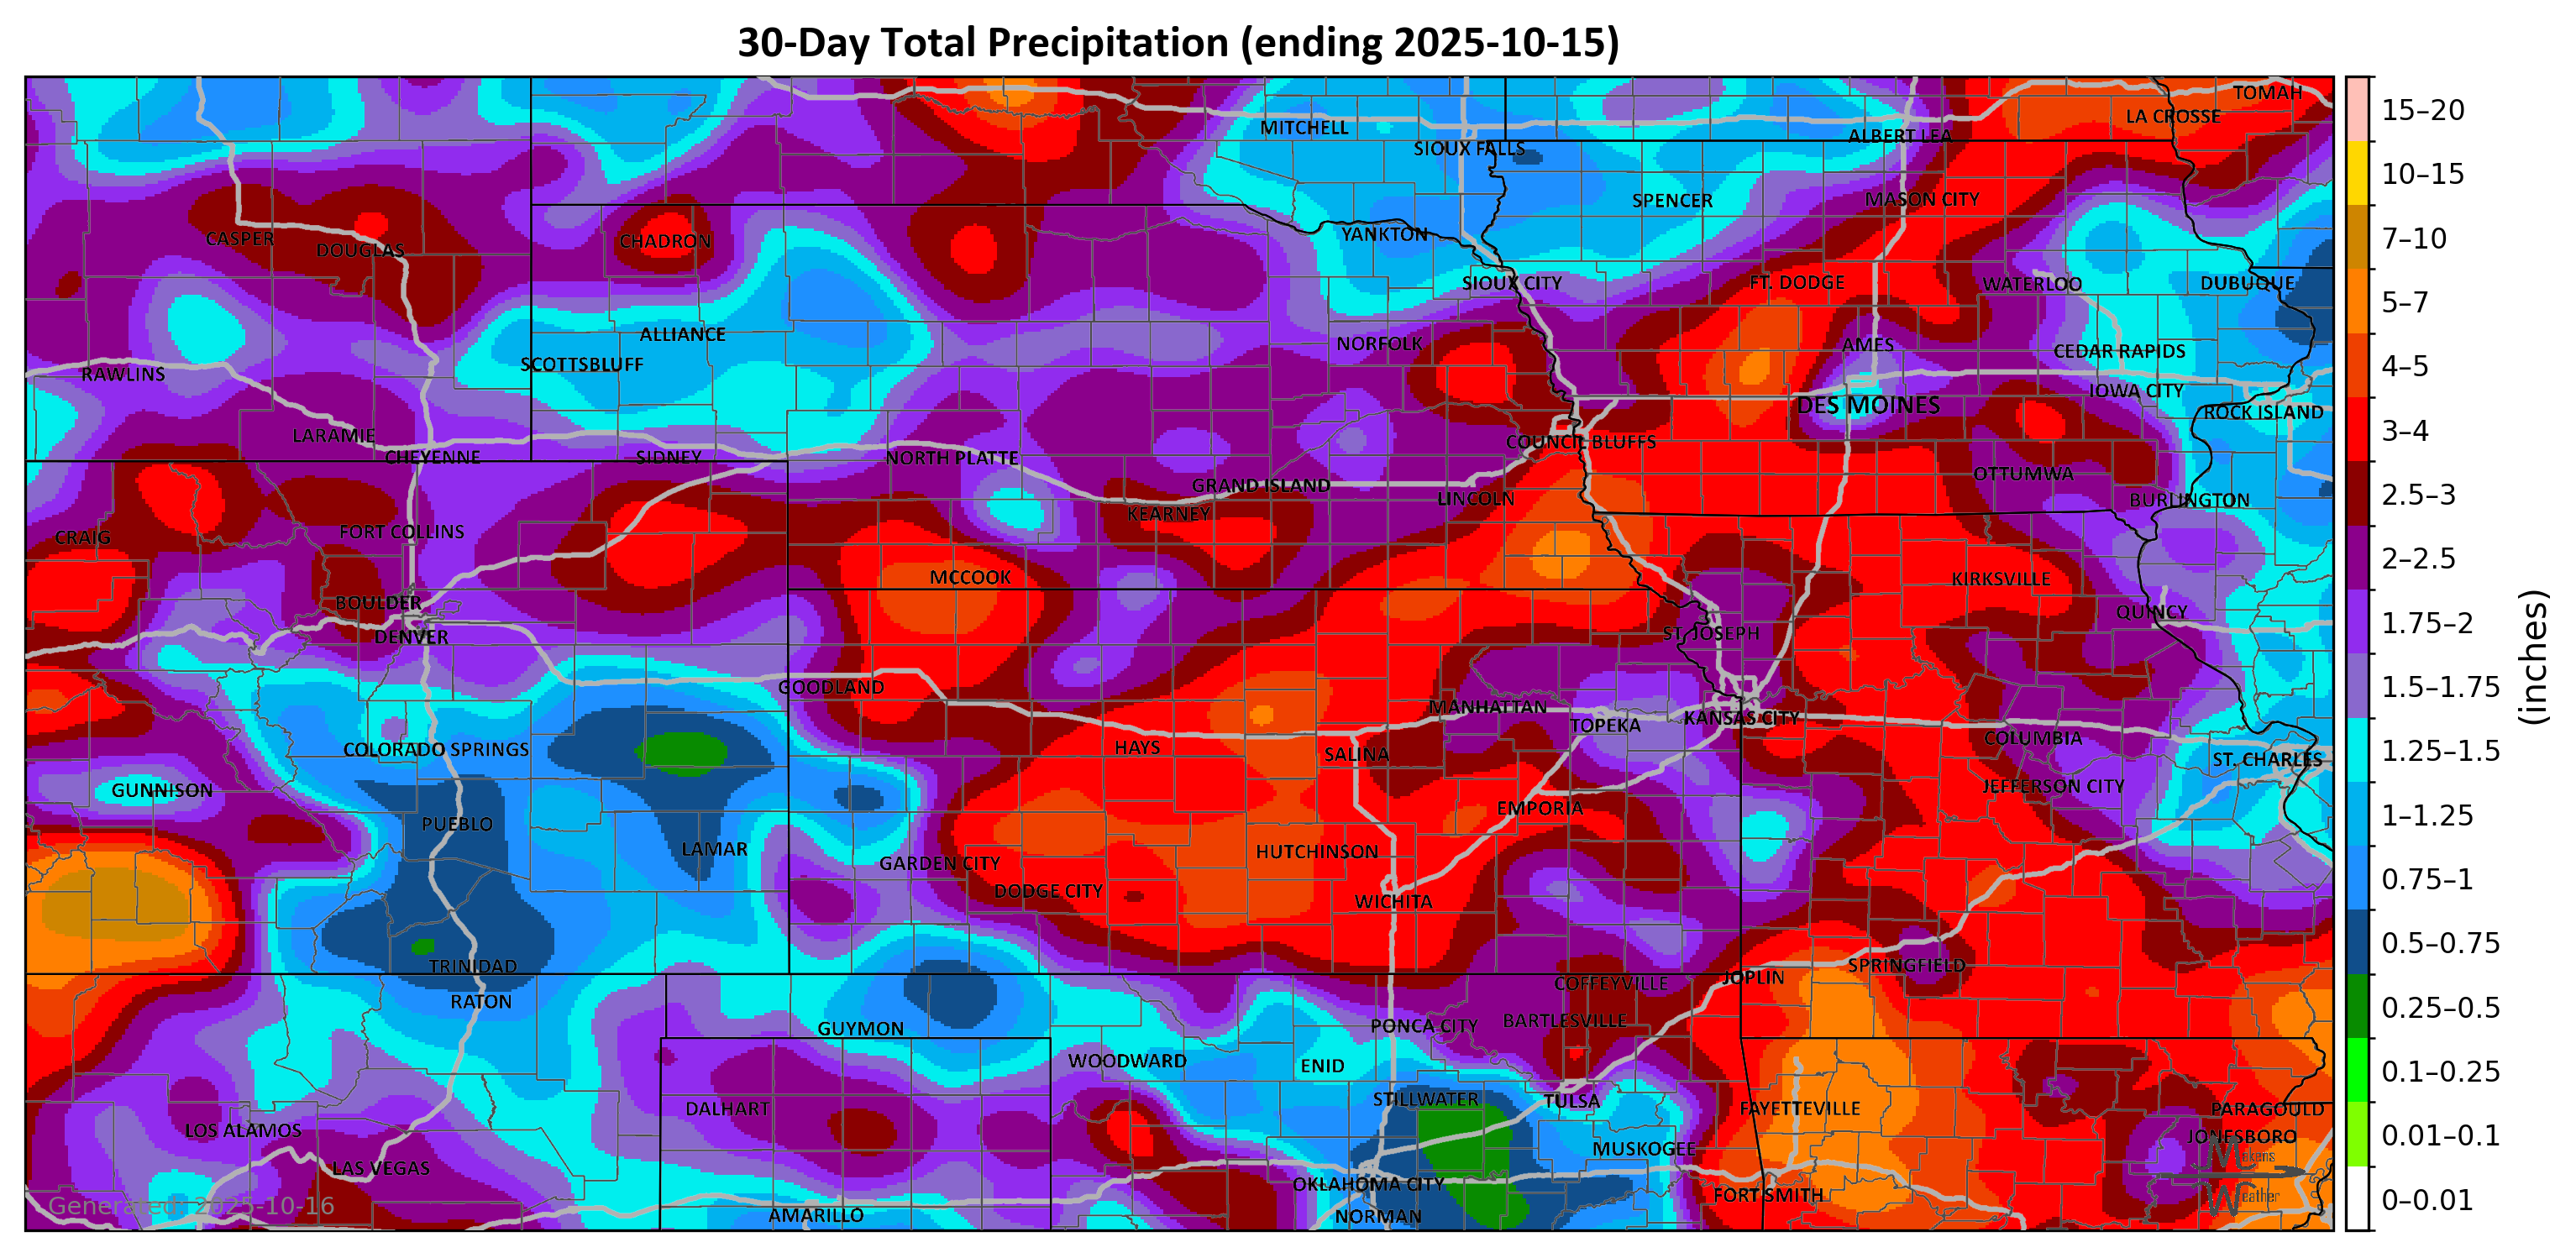 30-Day Total Precipitation (ending 2025-10-15)
TOMAH
LA CROSSE
MITCHELL
ALBERT LEA
SIOUX FALLS
SPENCER
MASON CITY
CASPER
DOUGLAS
CHADRON
YANKTON
SIOUX CITY
FT. DODGE
WATERLOO
DUBUQUE
ALLIANCE
NORFOLK
AMES
CEDAR RAPIDS
SCOTTSBLUFF
RAWLINS
IOWA CITY
DES MOINES
ROCK ISLAND
LARAMIE
COUNCIL BLUFFS
CHEYENNE
SIDNEY
NORTH PLATTE
OTTUMWA
GRAND ISLAND
LINCOLN
BURLINGTON
KEARNEY
CRAIG
FORT COLLINS
MCCOOK
KIRKSVILLE
BOULDER
QUINCY
DENVER
ST. JOSEPH
GOODLAND
MANHATTAN
TOPEKA
KANSAS CITY
COLUMBIA
COLORADO SPRINGS
HAYS
SALINA
ST. CHARLES
GUNNISON
JEFFERSON CITY
EMPORIA
PUEBLO
LAMAR
GARDEN CITY
HUTCHINSON
DODGE CITY
WICHITA
TRINIDAD
SPRINGFIELD
JOPLIN
COFFEYVILLE
RATON
GUYMON
PONCA CITY
BARTLESVILLE
WOODWARD
ENID
DALHART
STILLWATER
TULSA
FAYETTEVILLE
PARAGOULD
LOS ALAMOS
JONESBORO
MUSKOGEE
LAS VEGAS
OKLAHOMA CITY
FORT SMITH
AMARILLO
NORMAN
Generated: 2025-10-16
Makens
Weather
15–20
10–15
7–10
5–7
4–5
3–4
2.5–3
2–2.5
1.75–2
1.5–1.75
1.25–1.5
1–1.25
0.75–1
0.5–0.75
0.25–0.5
0.1–0.25
0.01–0.1
0–0.01
(inches)